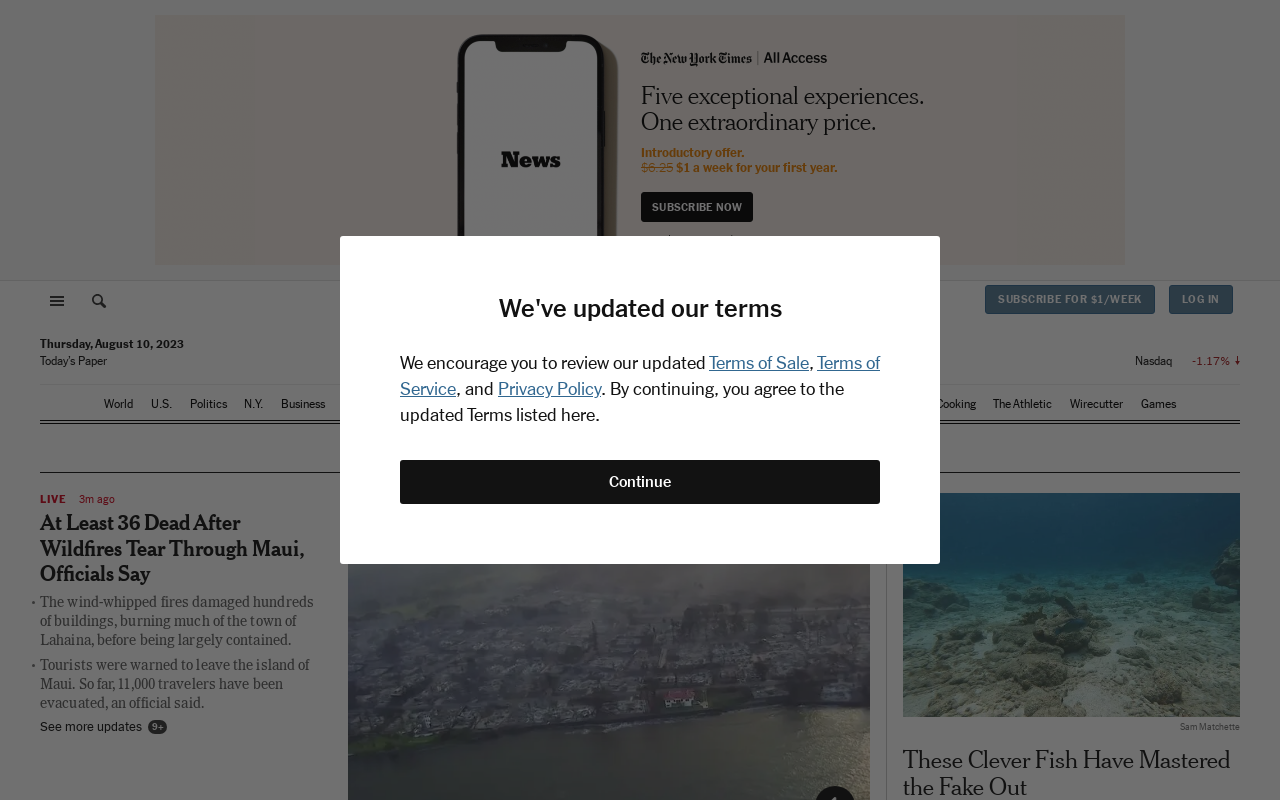 The New York Times | All Access
Five exceptional experiences.
One extraordinary price.
Introductory offer.
$6.25 $1 a week for your first year.
News
SUBSCRIBE NOW
SUBSCRIBE FOR $1/WEEK
LOG IN
Thursday, August 10, 2023
Today's Paper
Nasdaq -1.17%
World U.S. Politics N.Y. Business
Cooking The Athletic Wirecutter Games
We've updated our terms
We encourage you to review our updated Terms of Sale, Terms of
Service, and Privacy Policy. By continuing, you agree to the
updated Terms listed here.
Continue
LIVE 3m ago
At Least 36 Dead After
Wildfires Tear Through Maui,
Officials Say
• The wind-whipped fires damaged hundreds
of buildings, burning much of the town of
Lahaina, before being largely contained.
• Tourists were warned to leave the island of
Maui. So far, 11,000 travelers have been
evacuated, an official said.
See more updates 9+
Sam Matchette
These Clever Fish Have Mastered
the Fake Out